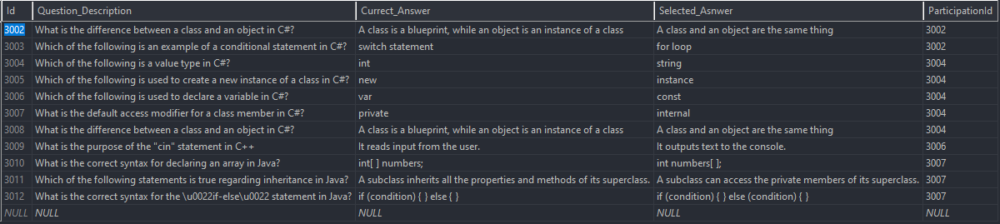 Id Question_Description Currect_Answer Selected_Asnwer ParticipationId
3002 What is the difference between a class and an object in C#? A class is a blueprint, while an object is an instance of a class A class and an object are the same thing 3002
3003 Which of the following is an example of a conditional statement in C#? switch statement for loop 3002
3004 Which of the following is a value type in C#? int string 3004
3005 Which of the following is used to create a new instance of a class in C#? new instance 3004
3006 Which of the following is used to declare a variable in C#? var const 3004
3007 What is the default access modifier for a class member in C#? private internal 3004
3008 What is the difference between a class and an object in C#? A class is a blueprint, while an object is an instance of a class A class and an object are the same thing 3004
3009 What is the purpose of the "cin" statement in C++ It reads input from the user. It outputs text to the console. 3006
3010 What is the correct syntax for declaring an array in Java? int[ ] numbers; int numbers[ ]; 3007
3011 Which of the following statements is true regarding inheritance in Java? A subclass inherits all the properties and methods of its superclass. A subclass can access the private members of its superclass. 3007
3012 What is the correct syntax for the \u0022if-else\u0022 statement in Java? if (condition) { } else { } if (condition) { } else (condition) { } 3007
NULL NULL NULL NULL NULL